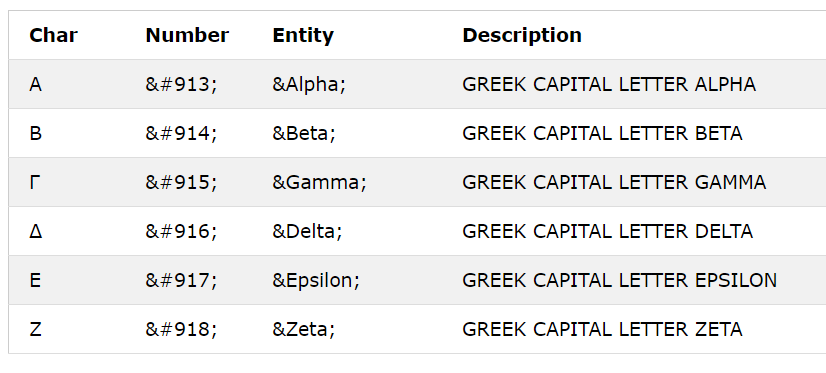 Char Number Entity Description
Α &#913; &Alpha; GREEK CAPITAL LETTER ALPHA
Β &#914; &Beta; GREEK CAPITAL LETTER BETA
Γ &#915; &Gamma; GREEK CAPITAL LETTER GAMMA
Δ &#916; &Delta; GREEK CAPITAL LETTER DELTA
Ε &#917; &Epsilon; GREEK CAPITAL LETTER EPSILON
Ζ &#918; &Zeta; GREEK CAPITAL LETTER ZETA